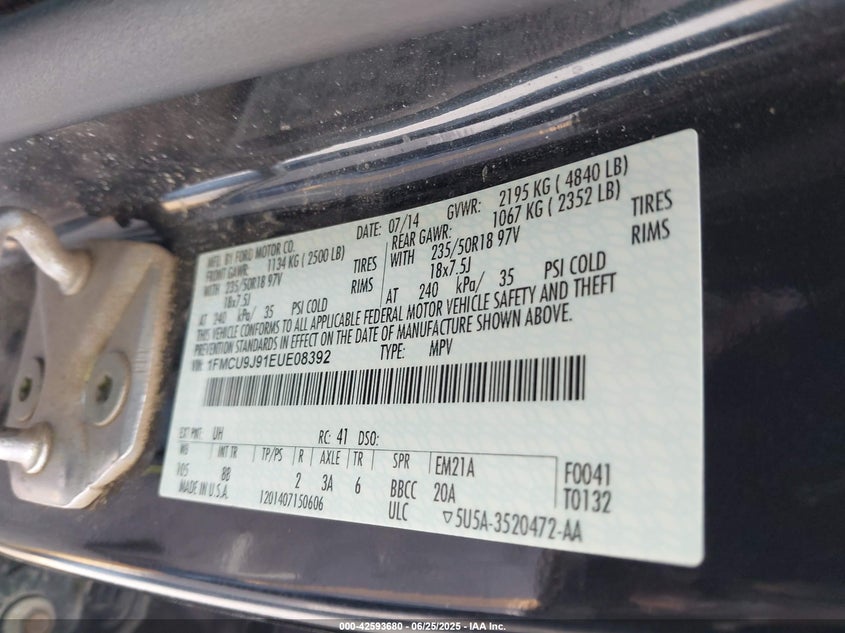 MFG. BY FORD MOTOR CO.
DATE: 07/14 GVWR: 2195 KG ( 4840 LB)
FRONT GAWR: 1134 KG ( 2500 LB)
REAR GAWR: 1067 KG ( 2352 LB)
WITH 235/50R18 97V TIRES
WITH 235/50R18 97V TIRES
18x7.5J RIMS
18x7.5J RIMS
AT 240 kPa/ 35 PSI COLD
AT 240 kPa/ 35 PSI COLD
THIS VEHICLE CONFORMS TO ALL APPLICABLE FEDERAL MOTOR VEHICLE SAFETY AND THEFT
PREVENTION STANDARDS IN EFFECT ON THE DATE OF MANUFACTURE SHOWN ABOVE.
VIN: 1FMCU9J91EUE08392 TYPE: MPV
EXT PNT: UH RC: 41 DSO:
WB INT TR TP/PS R AXLE TR SPR EM21A F0041
V05 88 2 3A 6 BBCC 20A T0132
MADE IN U.S.A. 1201407150606 ULC ▽5U5A-3520472-AA
000-42593680 - 06/25/2025 - IAA Inc.